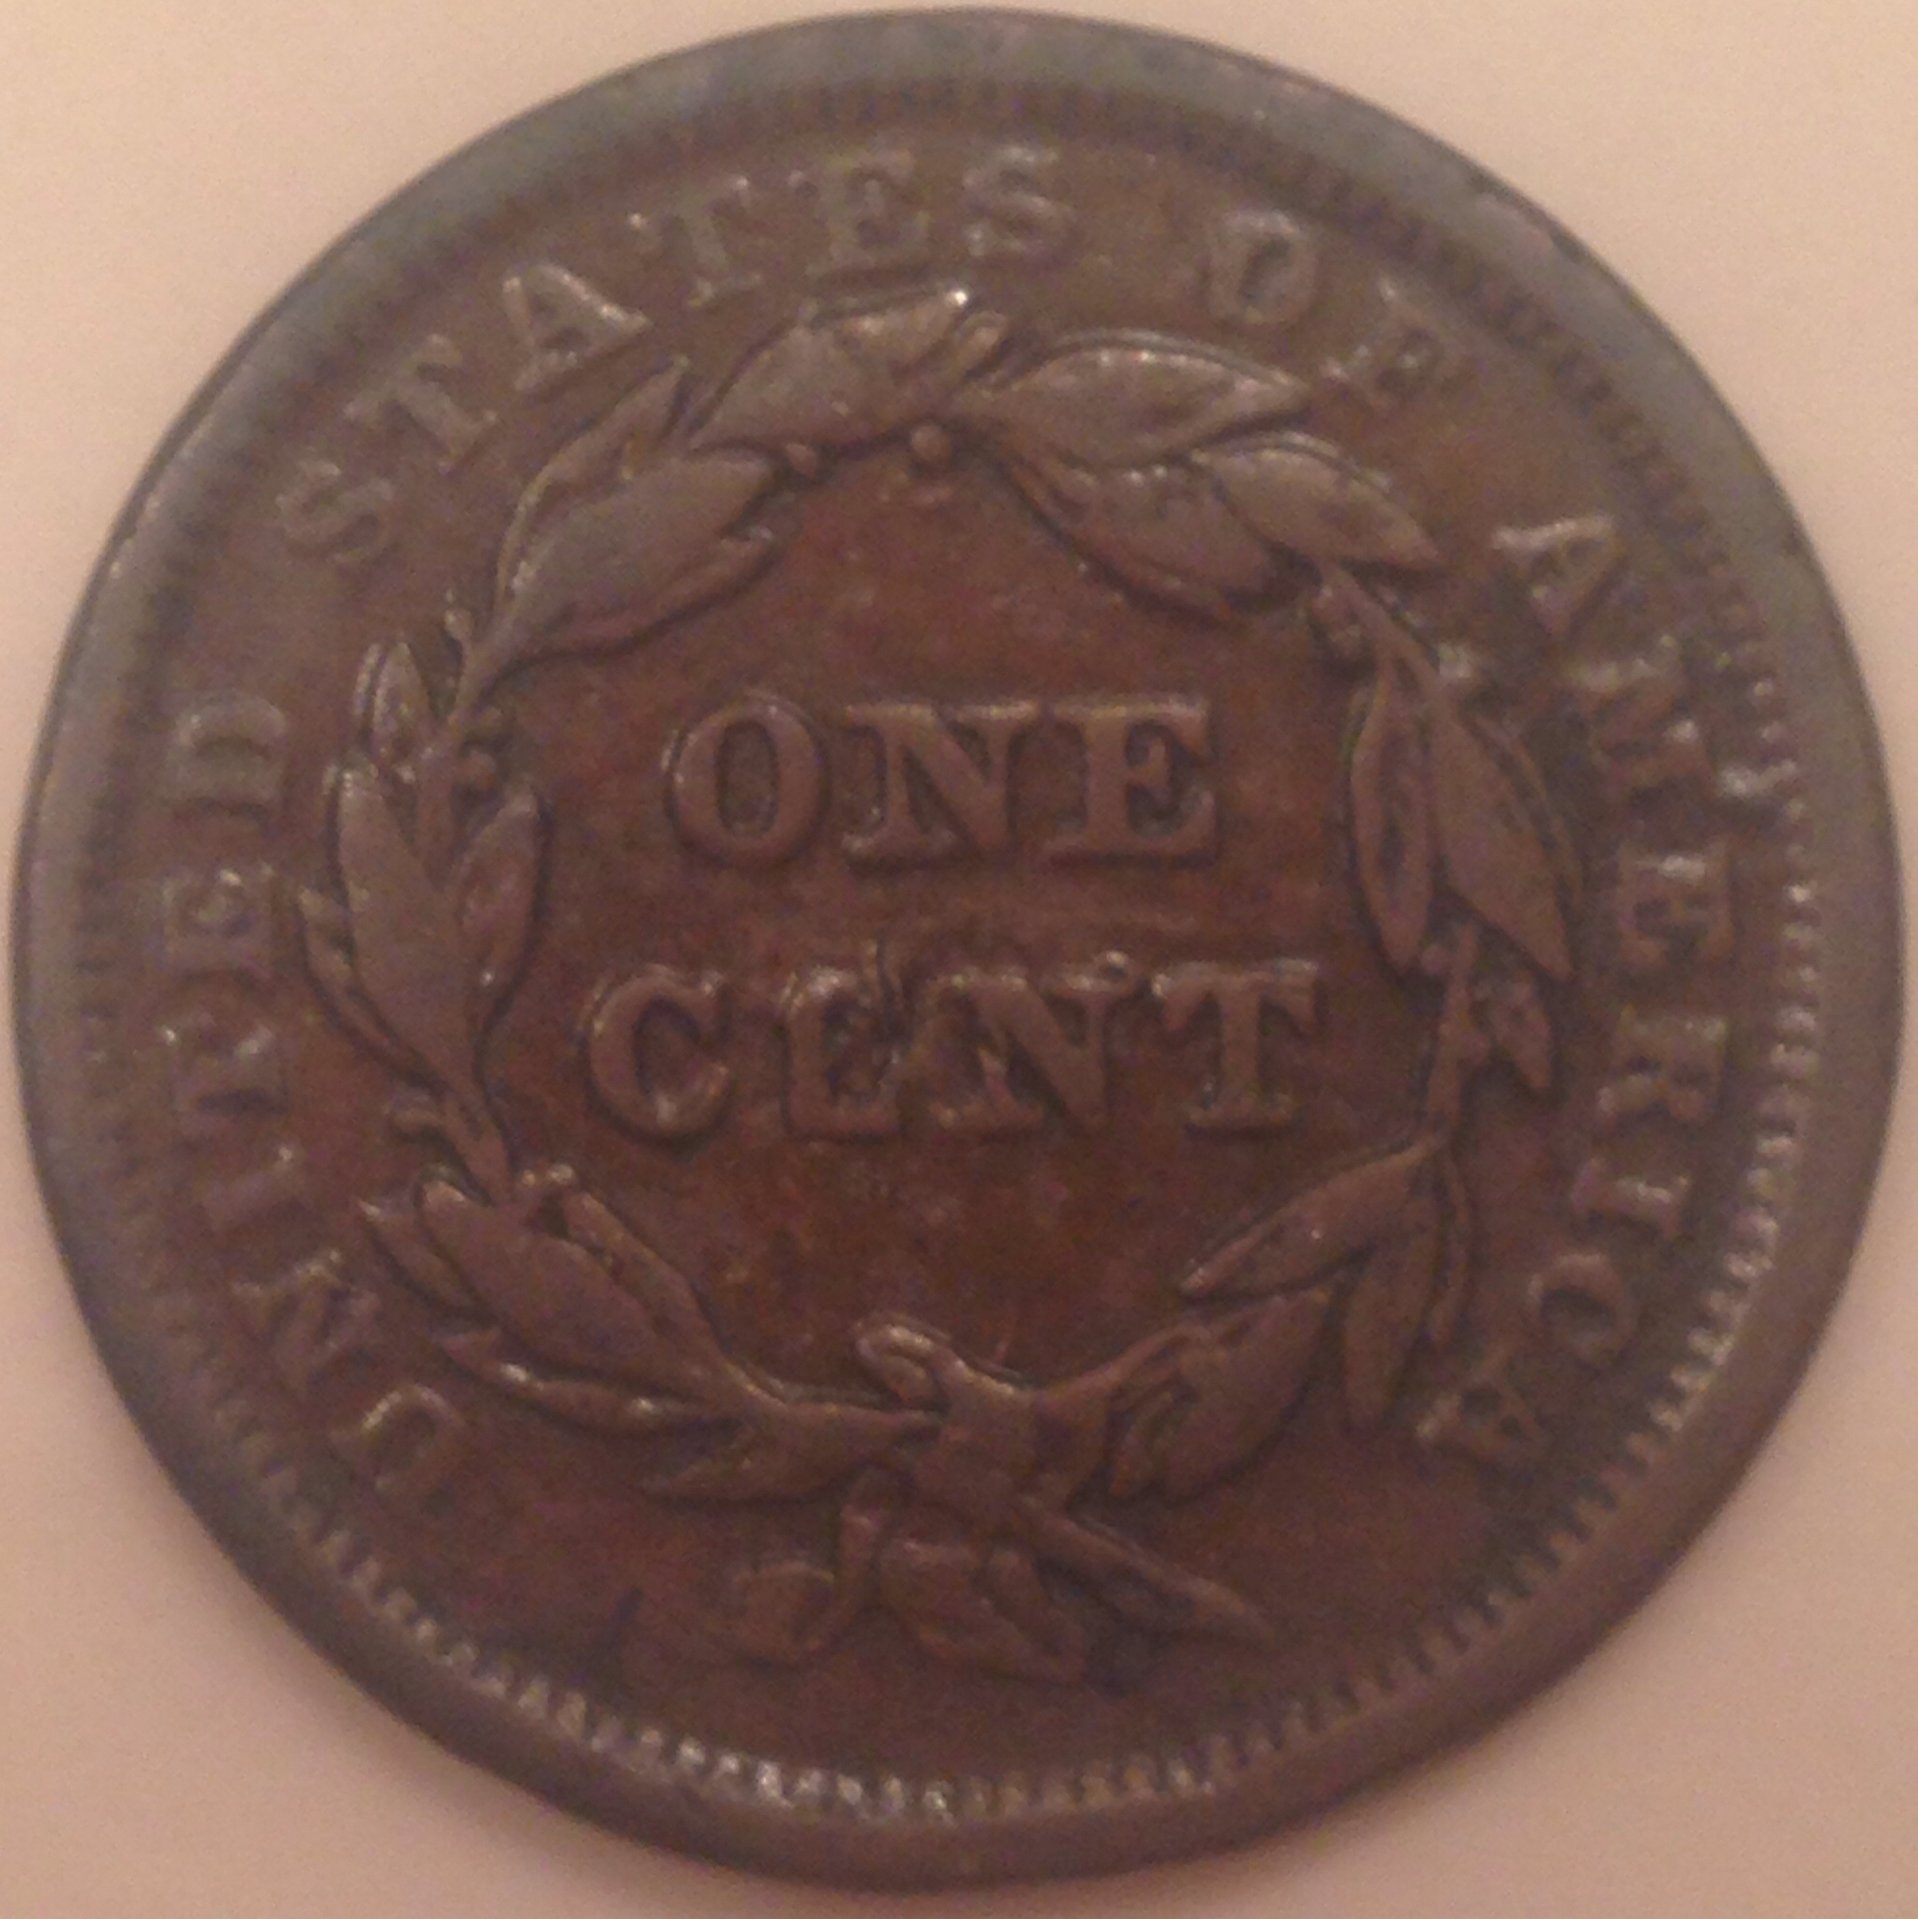 UNITED STATES OF AMERICA
ONE
CENT